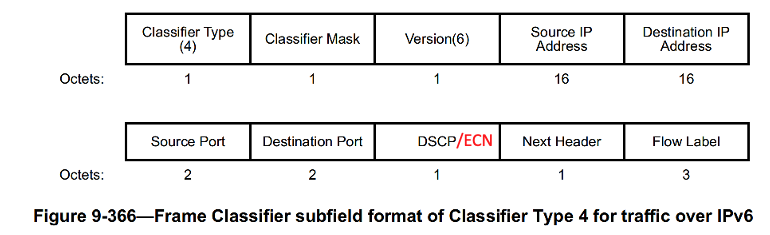 Classifier Type (4) Classifier Mask Version(6) Source IP Address Destination IP Address
Octets: 1 1 1 16 16
Source Port Destination Port DSCP/ECN Next Header Flow Label
Octets: 2 2 1 1 3
Figure 9-366—Frame Classifier subfield format of Classifier Type 4 for traffic over IPv6